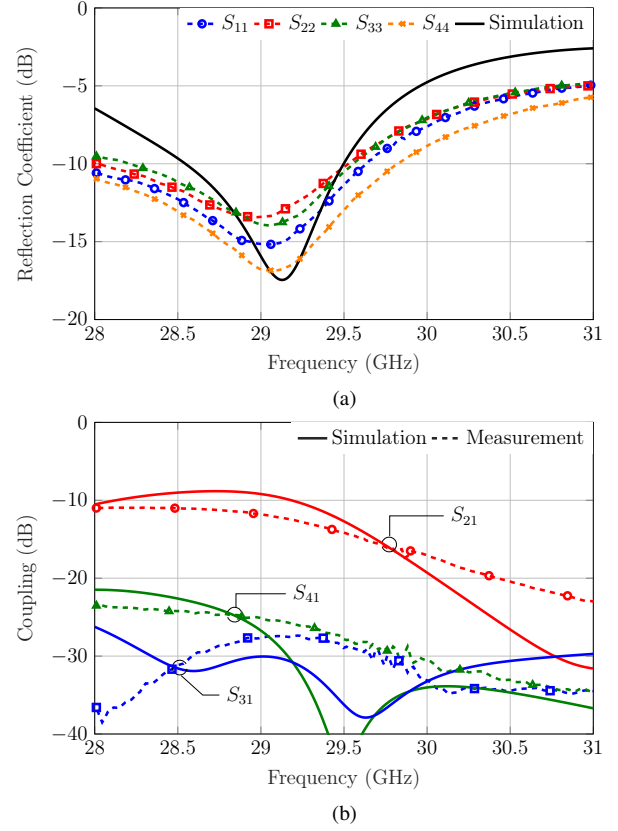 S11 S22 S33 S44 Simulation
0
−5
−10
−15
−20
Reflection Coefficient (dB)
28 28.5 29 29.5 30 30.5 31
Frequency (GHz)
(a)
Simulation Measurement
0
−10
−20
−30
−40
Coupling (dB)
S21
S41
S31
28 28.5 29 29.5 30 30.5 31
Frequency (GHz)
(b)